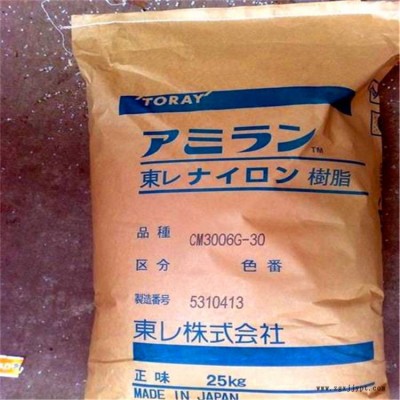 TORAY
アミラン™
東レ ナイロン 樹脂
品種 CM3006G-30
区分 色番
製造番号 5310413
東レ株式会社
MADE IN JAPAN
正味 25kg